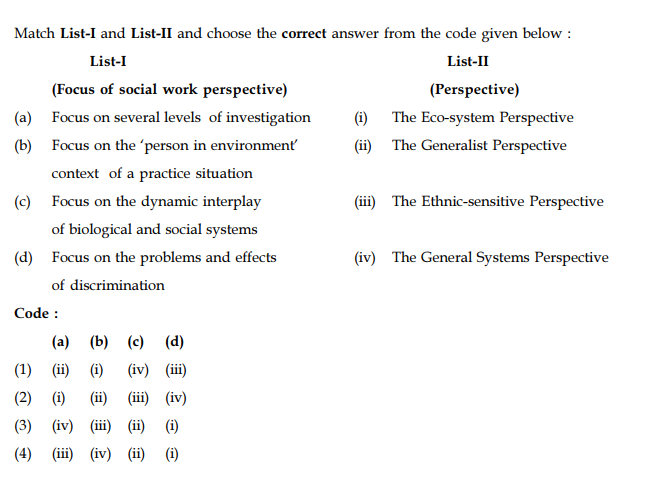 Match List-I and List-II and choose the correct answer from the code given below :
List-I List-II
(Focus of social work perspective) (Perspective)
(a) Focus on several levels of investigation (i) The Eco-system Perspective
(b) Focus on the ‘person in environment’ (ii) The Generalist Perspective
context of a practice situation
(c) Focus on the dynamic interplay (iii) The Ethnic-sensitive Perspective
of biological and social systems
(d) Focus on the problems and effects (iv) The General Systems Perspective
of discrimination
Code :
(a) (b) (c) (d)
(1) (ii) (i) (iv) (iii)
(2) (i) (ii) (iii) (iv)
(3) (iv) (iii) (ii) (i)
(4) (iii) (iv) (ii) (i)